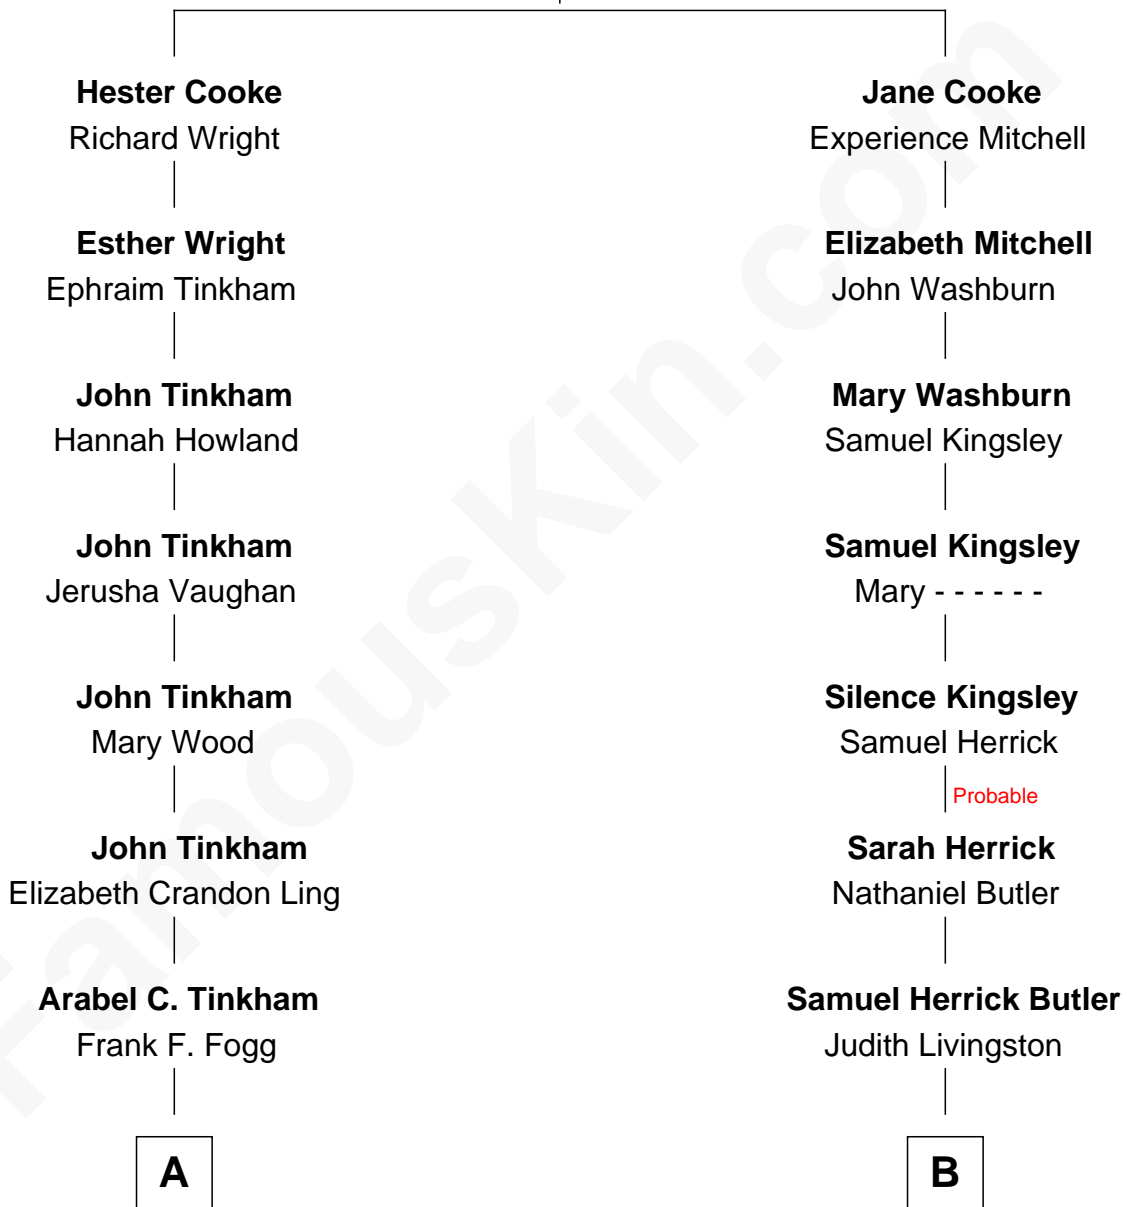 Hester Cooke
Richard Wright
Jane Cooke
Experience Mitchell
Esther Wright
Ephraim Tinkham
Elizabeth Mitchell
John Washburn
John Tinkham
Hannah Howland
Mary Washburn
Samuel Kingsley
John Tinkham
Jerusha Vaughan
Samuel Kingsley
Mary - - - - - -
John Tinkham
Mary Wood
Silence Kingsley
Samuel Herrick
Probable
John Tinkham
Elizabeth Crandon Ling
Sarah Herrick
Nathaniel Butler
Arabel C. Tinkham
Frank F. Fogg
Samuel Herrick Butler
Judith Livingston
A
B
FamousKin.com